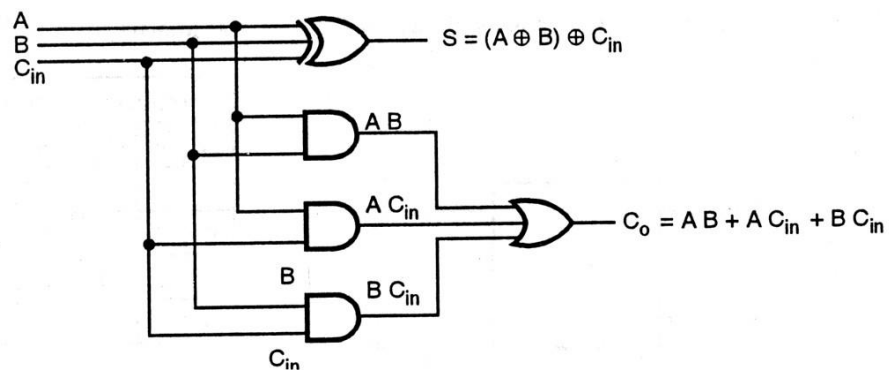 A
B
C_in
S = (A ⊕ B) ⊕ C_in
A B
A C_in
C_o = A B + A C_in + B C_in
B
B C_in
C_in